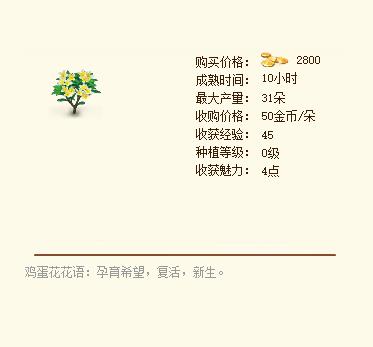 购买价格： 2800
成熟时间： 10小时
最大产量： 31朵
收购价格： 50金币/朵
收获经验： 45
种植等级： 0级
收获魅力： 4点
鸡蛋花花语：孕育希望，复活，新生。